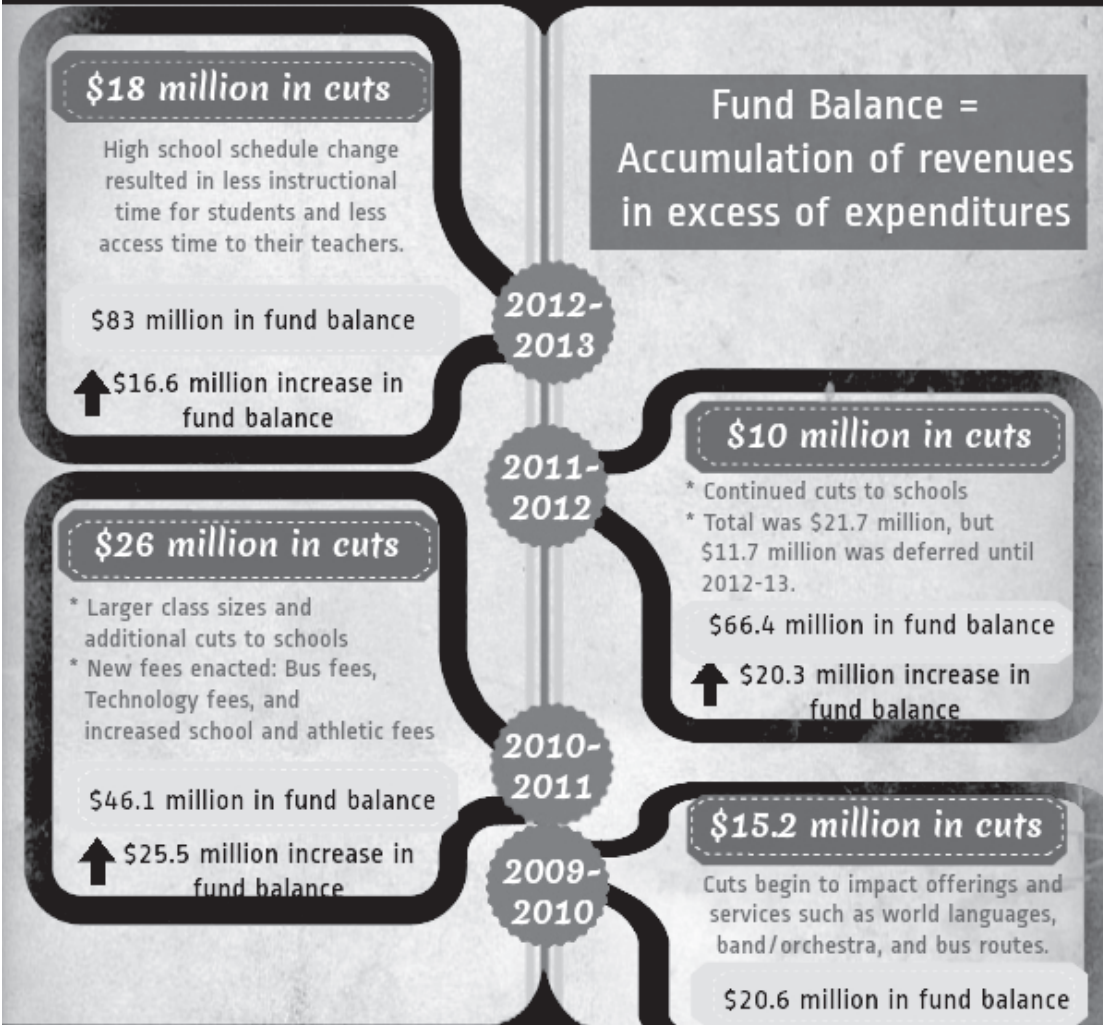 $18 million in cuts
High school schedule change
resulted in less instructional
time for students and less
access time to their teachers.
$83 million in fund balance
$16.6 million increase in
fund balance
2012-
2013
Fund Balance =
Accumulation of revenues
in excess of expenditures
2011-
2012
$10 million in cuts
* Continued cuts to schools
* Total was $21.7 million, but
$11.7 million was deferred until
2012-13.
$66.4 million in fund balance
$20.3 million increase in
fund balance
$26 million in cuts
* Larger class sizes and
additional cuts to schools
* New fees enacted: Bus fees,
Technology fees, and
increased school and athletic fees
$46.1 million in fund balance
$25.5 million increase in
fund balance
2010-
2011
2009-
2010
$15.2 million in cuts
Cuts begin to impact offerings and
services such as world languages,
band/orchestra, and bus routes.
$20.6 million in fund balance